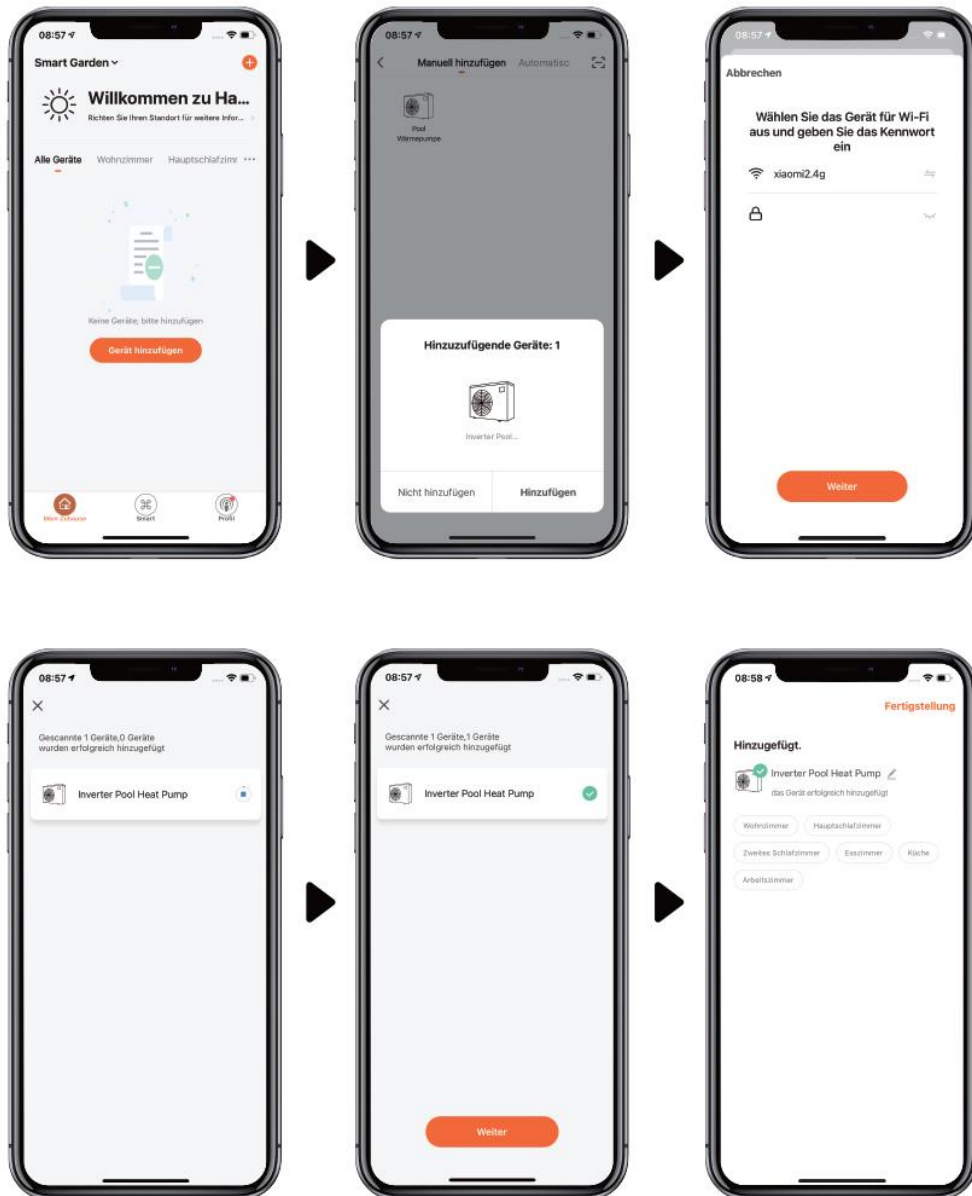 08:57
Smart Garden
Willkommen zu Ha...
Richten Sie Ihren Standort für weitere Infor...
Alle Geräte Wohnzimmer Hauptschlafzimr ...
Keine Geräte; bitte hinzufügen
Gerät hinzufügen
Mein Zuhause Smart Profil
08:57
Manuell hinzufügen Automatisc
Pool
Wärmepumpe
Hinzuzufügende Geräte: 1
Inverter Pool...
Nicht hinzufügen Hinzufügen
08:57
Abbrechen
Wählen Sie das Gerät für Wi-Fi
aus und geben Sie das Kennwort
ein
xiaomi2.4g
Weiter
08:57
Gescannte 1 Geräte,0 Geräte
wurden erfolgreich hinzugefügt
Inverter Pool Heat Pump
08:57
Gescannte 1 Geräte,1 Geräte
wurden erfolgreich hinzugefügt
Inverter Pool Heat Pump
Weiter
08:58
Fertigstellung
Hinzugefügt.
Inverter Pool Heat Pump
das Gerät erfolgreich hinzugefügt
Wohnzimmer Hauptschlafzimmer
Zweites Schlafzimmer Esszimmer Küche
Arbeitszimmer